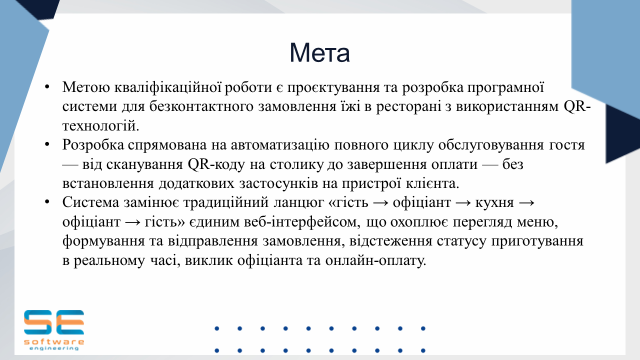 Мета
• Метою кваліфікаційної роботи є проєктування та розробка програмної
системи для безконтактного замовлення їжі в ресторані з використанням QR-
технологій.
• Розробка спрямована на автоматизацію повного циклу обслуговування гостя
— від сканування QR-коду на столику до завершення оплати — без
встановлення додаткових застосунків на пристрої клієнта.
• Система замінює традиційний ланцюг «гість → офіціант → кухня →
офіціант → гість» єдиним веб-інтерфейсом, що охоплює перегляд меню,
формування та відправлення замовлення, відстеження статусу приготування
в реальному часі, виклик офіціанта та онлайн-оплату.
SE
software
engineering